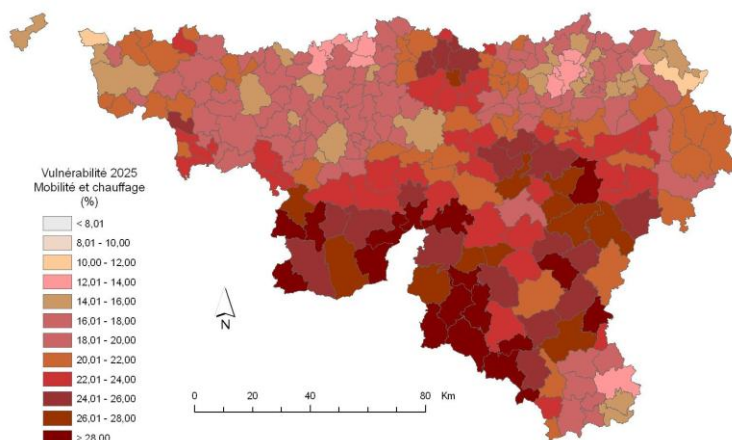 Vulnérabilité 2025
Mobilité et chauffage
(%)
< 8,01
8,01 - 10,00
10,00 - 12,00
12,01 - 14,00
14,01 - 16,00
16,01 - 18,00
18,01 - 20,00
20,01 - 22,00
22,01 - 24,00
24,01 - 26,00
26,01 - 28,00
> 28,00
N
0 20 40 80 Km